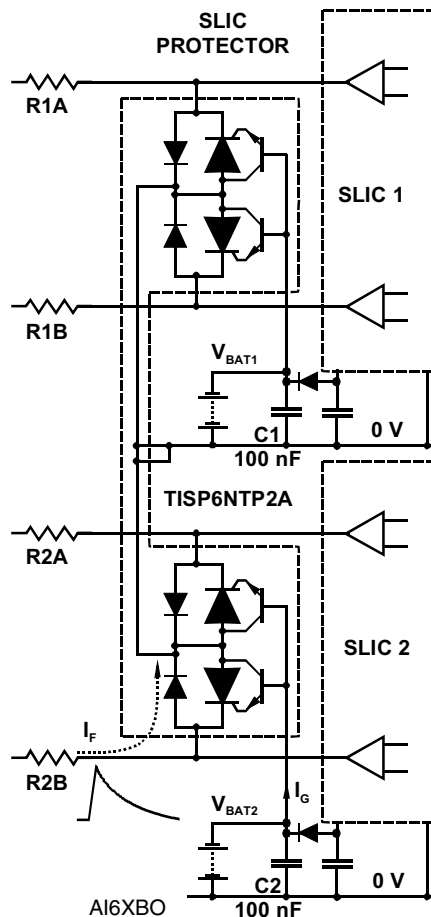 SLIC
PROTECTOR
R1A
SLIC 1
R1B
VBAT1
C1
0 V
100 nF
TISP6NTP2A
R2A
SLIC 2
IF
R2B
IG
VBAT2
C2
0 V
AI6XBO
100 nF